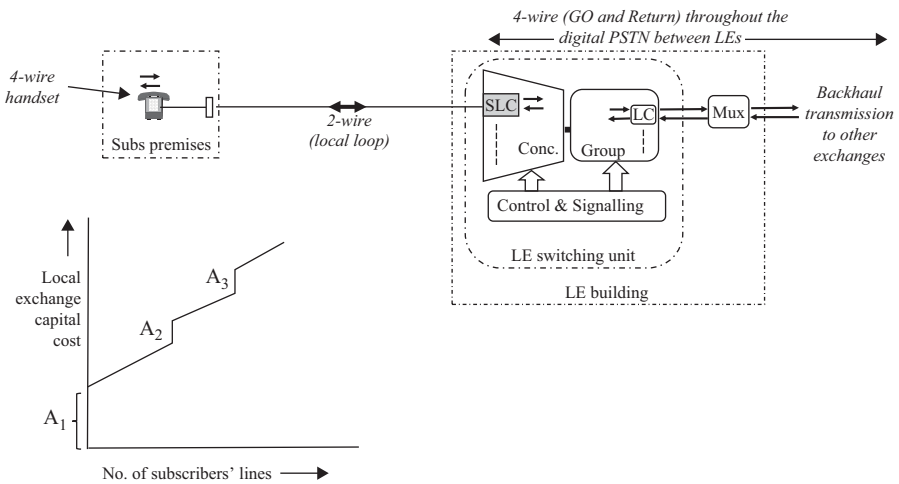 4-wire (GO and Return) throughout the
digital PSTN between LEs
4-wire
handset
Subs premises
2-wire
(local loop)
SLC
Conc.
LC
Group
Mux
Backhaul
transmission
to other
exchanges
Control & Signalling
LE switching unit
LE building
Local
exchange
capital
cost
A1
A2
A3
No. of subscribers' lines